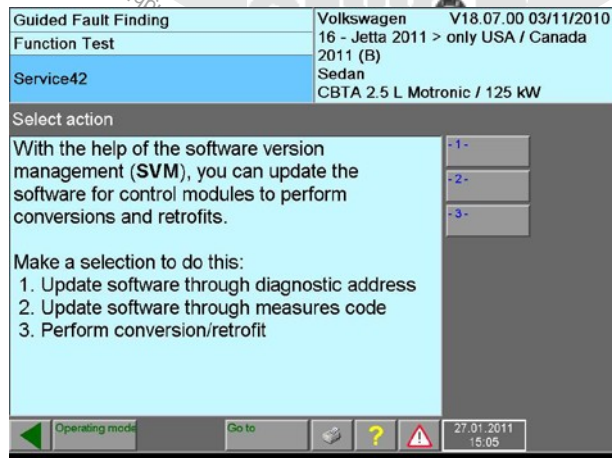 Guided Fault Finding
Function Test
Service42
Volkswagen V18.07.00 03/11/2010
16 - Jetta 2011 > only USA / Canada
2011 (B)
Sedan
CBTA 2.5 L Motronic / 125 kW
Select action
With the help of the software version
management (SVM), you can update the
software for control modules to perform
conversions and retrofits.
Make a selection to do this:
1. Update software through diagnostic address
2. Update software through measures code
3. Perform conversion/retrofit
- 1 -
- 2 -
- 3 -
Operating mode
Go to
?
27.01.2011
15:05